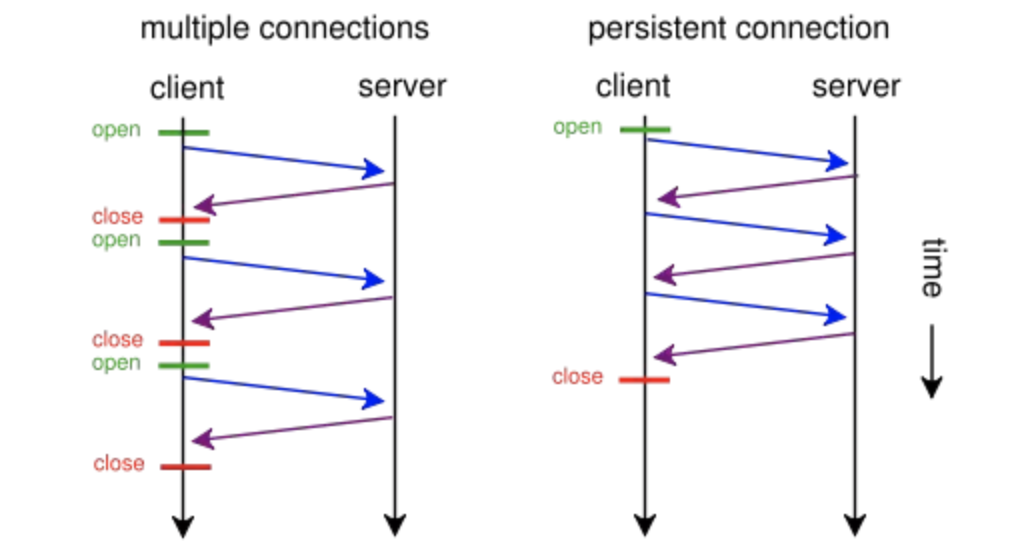 multiple connections
client server
open
close
open
close
open
close
persistent connection
client server
open
close
time